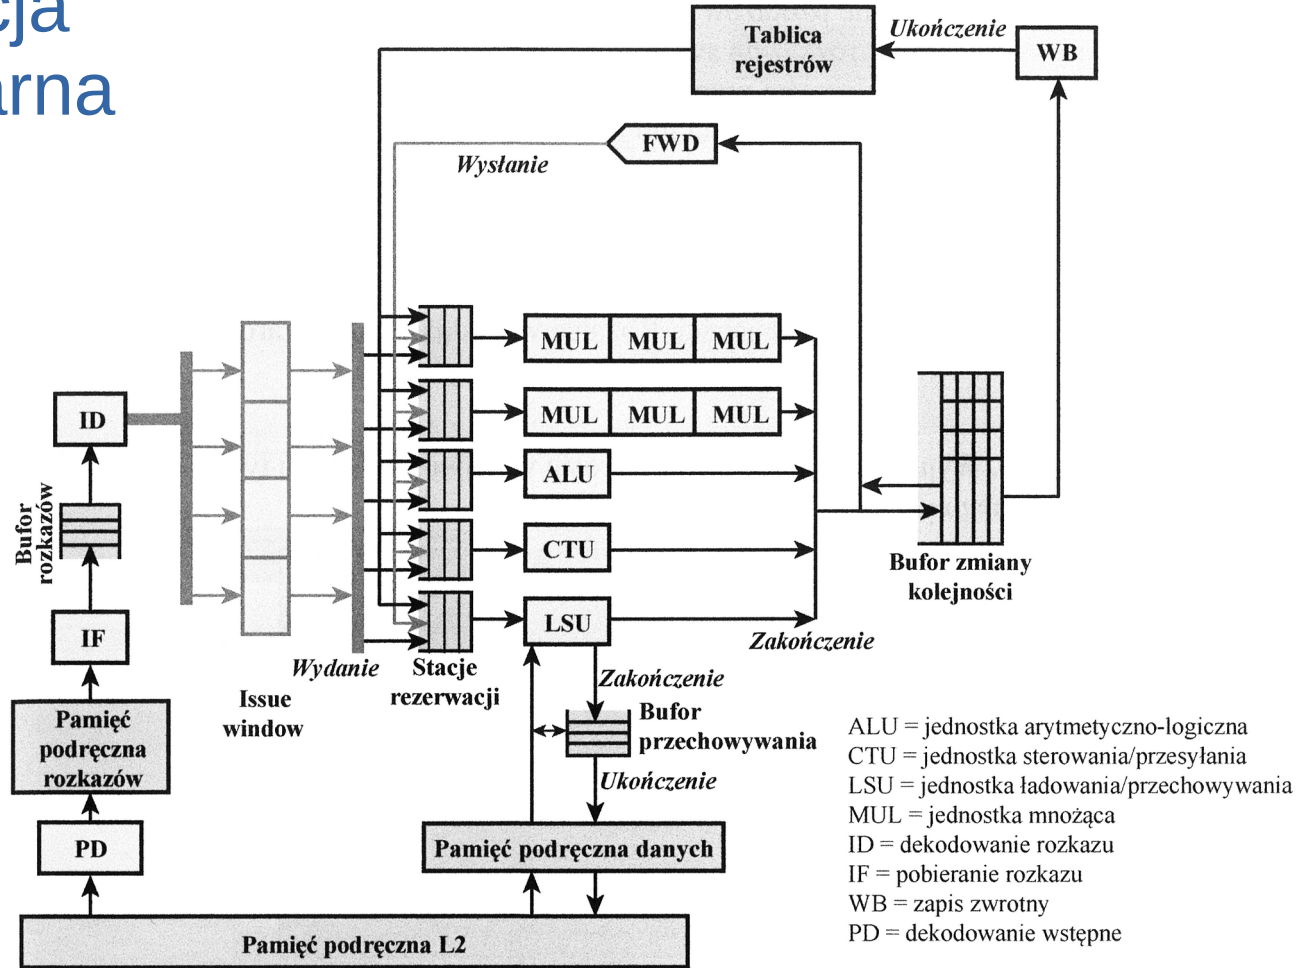 cja
arna
Tablica
rejestrów
Ukończenie
WB
FWD
Wysłanie
MUL MUL MUL
MUL MUL MUL
ID
ALU
Bufor
rozkazów
CTU
Bufor zmiany
kolejności
IF
LSU
Zakończenie
Wydanie
Stacje
rezerwacji
Issue
window
Zakończenie
Bufor
przechowywania
Ukończenie
Pamięć
podręczna
rozkazów
PD
Pamięć podręczna danych
Pamięć podręczna L2
ALU = jednostka arytmetyczno-logiczna
CTU = jednostka sterowania/przesyłania
LSU = jednostka ładowania/przechowywania
MUL = jednostka mnożąca
ID = dekodowanie rozkazu
IF = pobieranie rozkazu
WB = zapis zwrotny
PD = dekodowanie wstępne